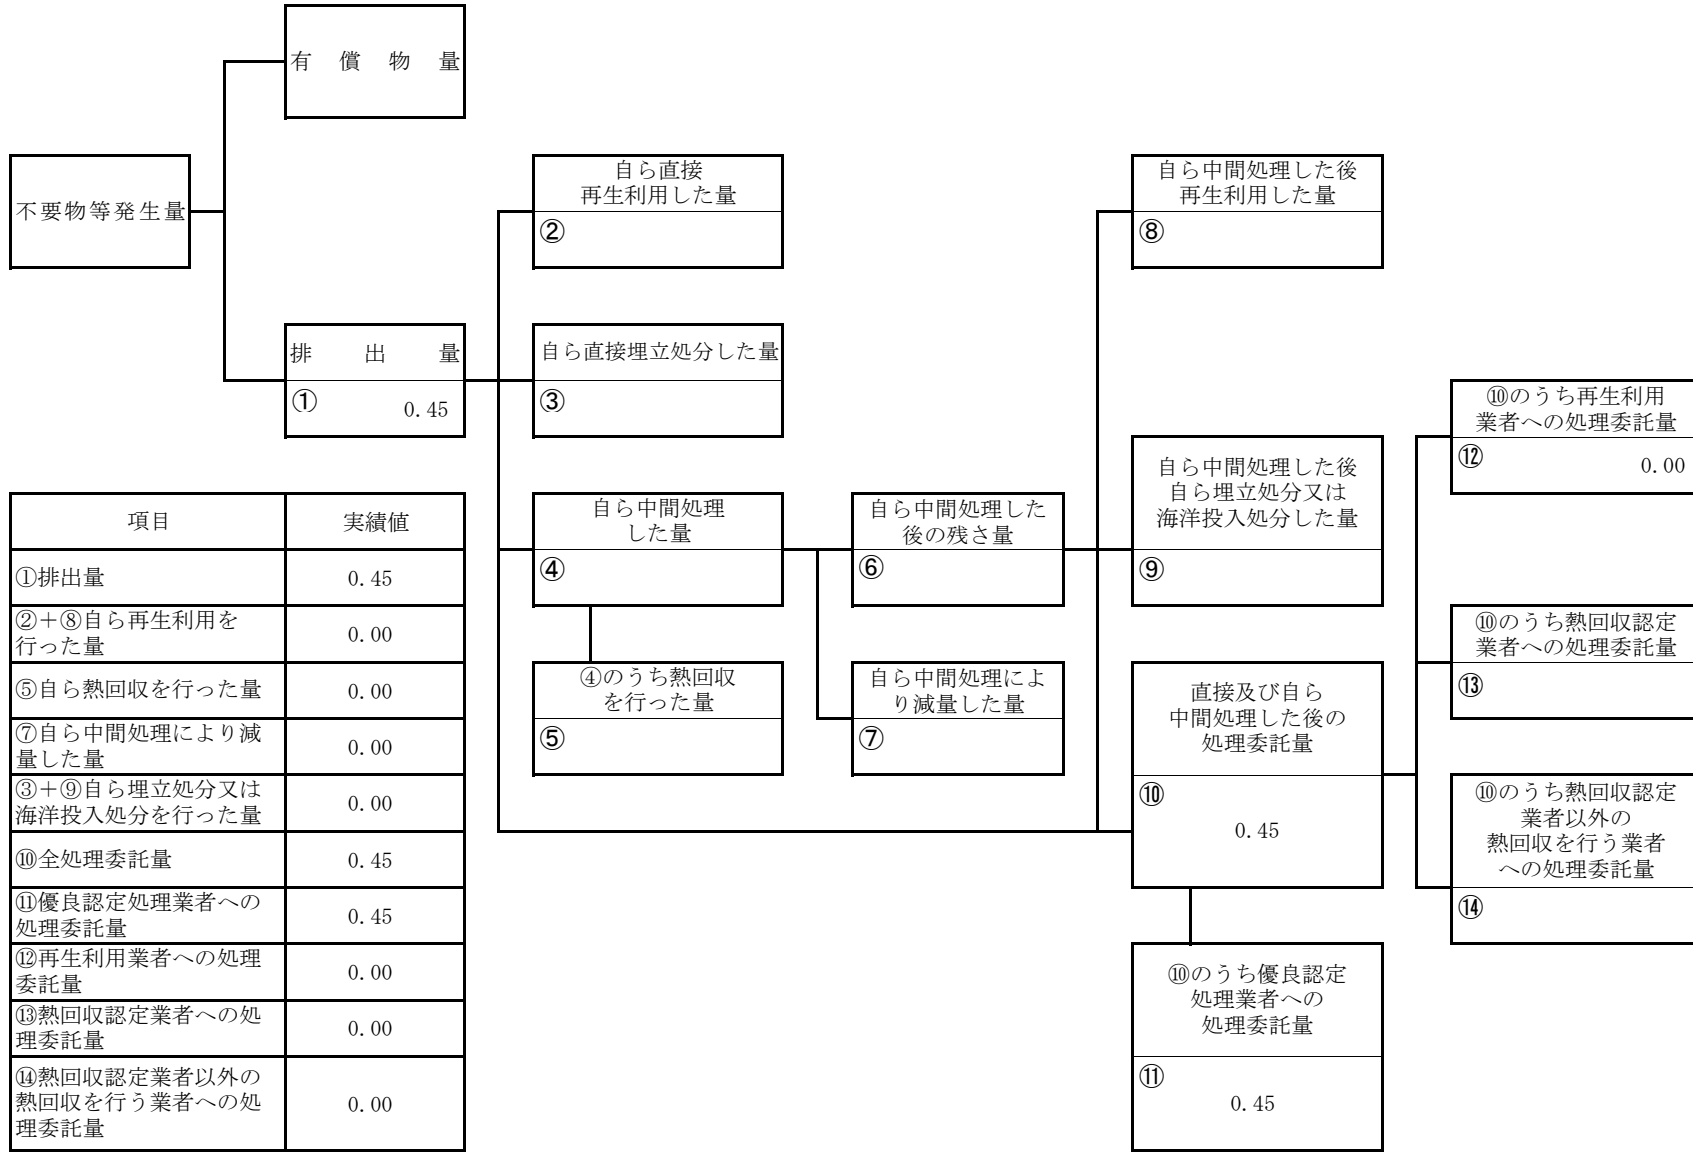 有償物量
不要物等発生量
自ら直接
再生利用した量
②
自ら中間処理した後
再生利用した量
⑧
排出量
① 0.45
自ら直接埋立処分した量
③
⑩のうち再生利用
業者への処理委託量
⑫ 0.00
自ら中間処理した後
自ら埋立処分又は
海洋投入処分した量
⑨
自ら中間処理
した量
④
自ら中間処理した
後の残さ量
⑥
⑩のうち熱回収認定
業者への処理委託量
⑬
④のうち熱回収
を行った量
⑤
自ら中間処理によ
り減量した量
⑦
直接及び自ら
中間処理した後の
処理委託量
⑩
0.45
⑩のうち熱回収認定
業者以外の
熱回収を行う業者
への処理委託量
⑭
⑩のうち優良認定
処理業者への
処理委託量
⑪
0.45
項目 実績値
①排出量 0.45
②＋⑧自ら再生利用を
行った量 0.00
⑤自ら熱回収を行った量 0.00
⑦自ら中間処理により減
量した量 0.00
③＋⑨自ら埋立処分又は
海洋投入処分を行った量 0.00
⑩全処理委託量 0.45
⑪優良認定処理業者への
処理委託量 0.45
⑫再生利用業者への処理
委託量 0.00
⑬熱回収認定業者への処
理委託量 0.00
⑭熱回収認定業者以外の
熱回収を行う業者への処 0.00
理委託量